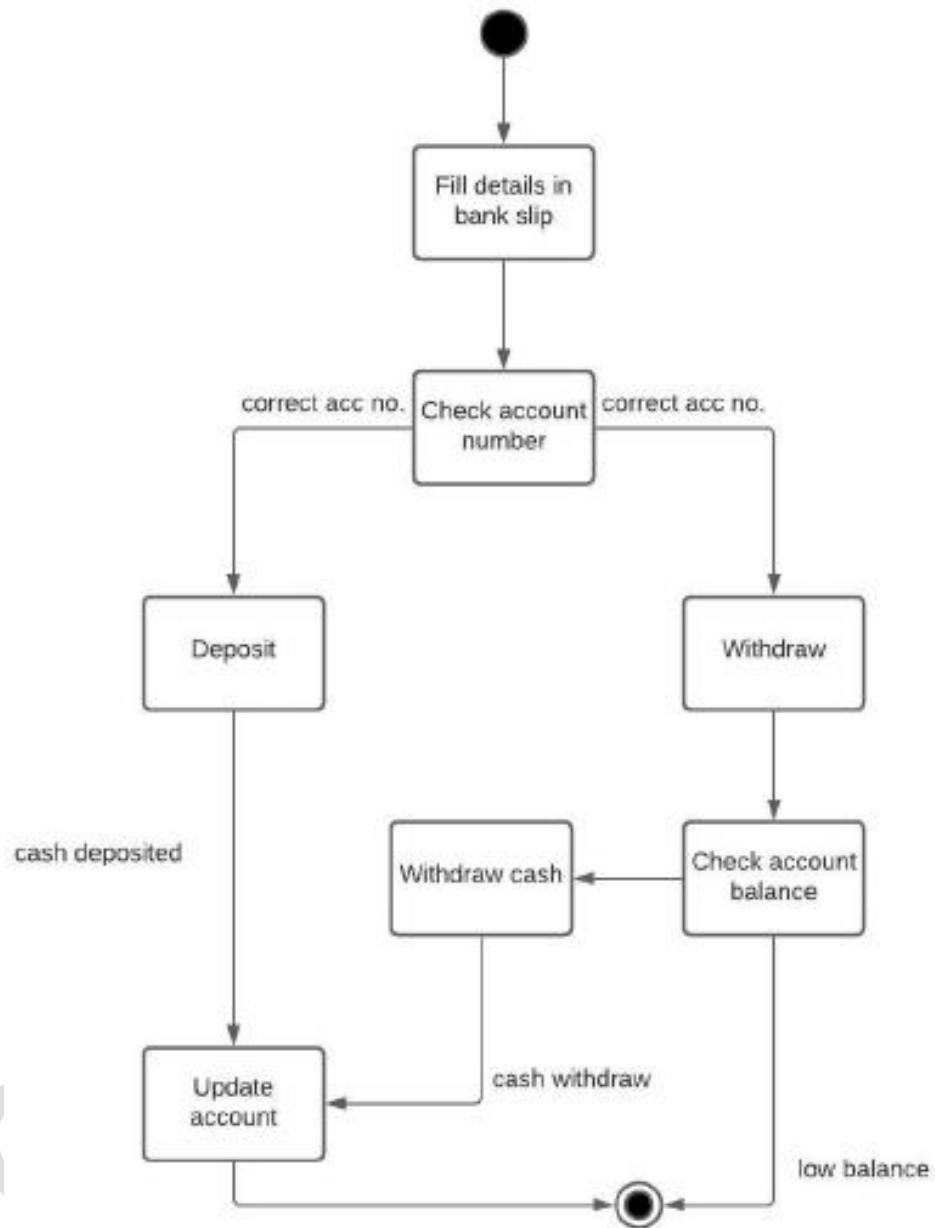 Fill details in
bank slip
correct acc no.
Check account
number
correct acc no.
Deposit
Withdraw
cash deposited
Withdraw cash
Check account
balance
Update
account
cash withdraw
low balance